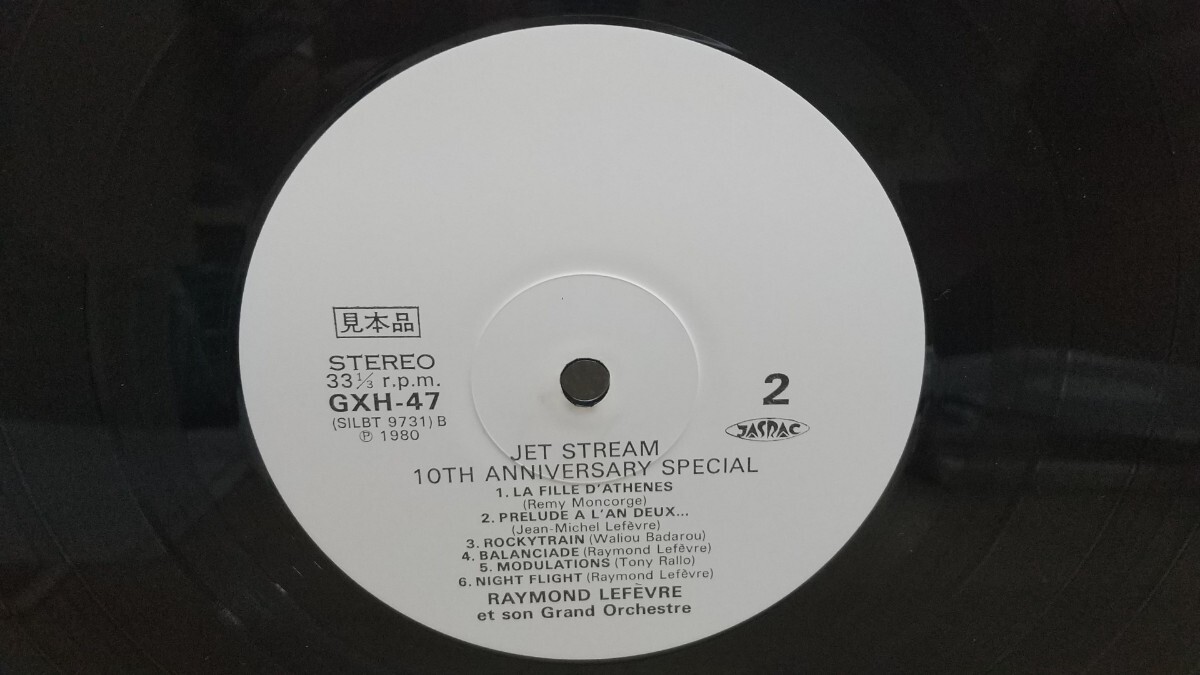 見本品
STEREO
33⅓ r.p.m.
GXH-47
(SILBT 9731) B
℗ 1980
2
JASRAC
JET STREAM
10TH ANNIVERSARY SPECIAL
1. LA FILLE D'ATHENES
(Remy Moncorge)
2. PRELUDE A L'AN DEUX...
(Jean-Michel Lefèvre)
3. ROCKYTRAIN (Waliou Badarou)
4. BALANCIADE (Raymond Lefèvre)
5. MODULATIONS (Tony Rallo)
6. NIGHT FLIGHT (Raymond Lefèvre)
RAYMOND LEFÈVRE
et son Grand Orchestre